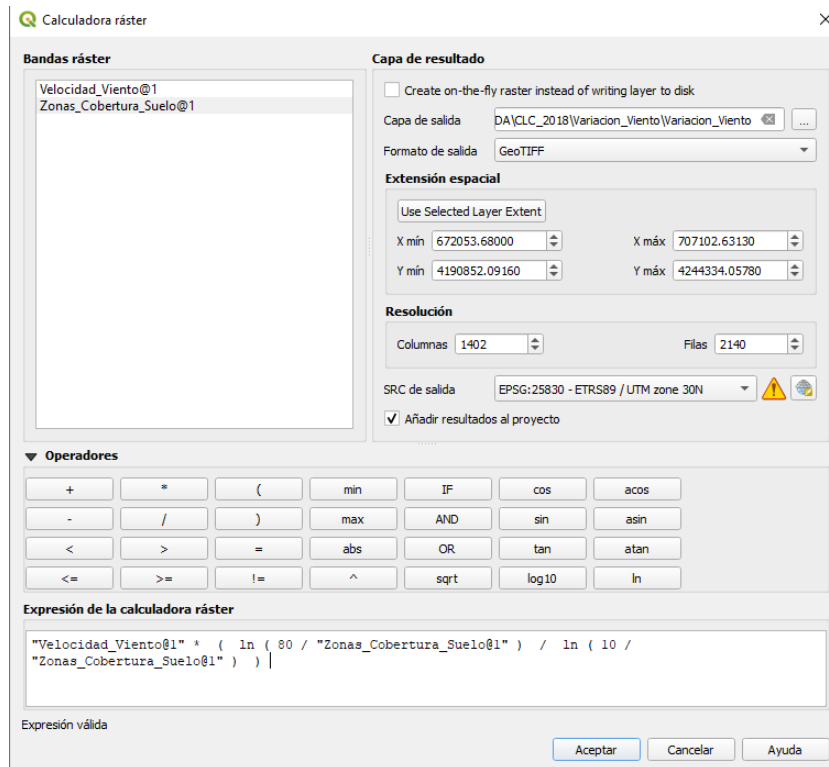 Calculadora ráster
Bandas ráster
Velocidad_Viento@1
Zonas_Cobertura_Suelo@1
Capa de resultado
Create on-the-fly raster instead of writing layer to disk
Capa de salida DA\CLC_2018\Variacion_Viento\Variacion_Viento ...
Formato de salida GeoTIFF
Extensión espacial
Use Selected Layer Extent
X mín 672053.68000 X máx 707102.63130
Y mín 4190852.09160 Y máx 4244334.05780
Resolución
Columnas 1402 Filas 2140
SRC de salida EPSG:25830 - ETRS89 / UTM zone 30N
Añadir resultados al proyecto
Operadores
+ * ( min IF cos acos
- / ) max AND sin asin
< > = abs OR tan atan
<= >= != ^ sqrt log10 ln
Expresión de la calculadora ráster
"Velocidad_Viento@1" * ( ln ( 80 / "Zonas_Cobertura_Suelo@1" ) / ln ( 10 /
"Zonas_Cobertura_Suelo@1" ) )
Expresión válida
Aceptar Cancelar Ayuda